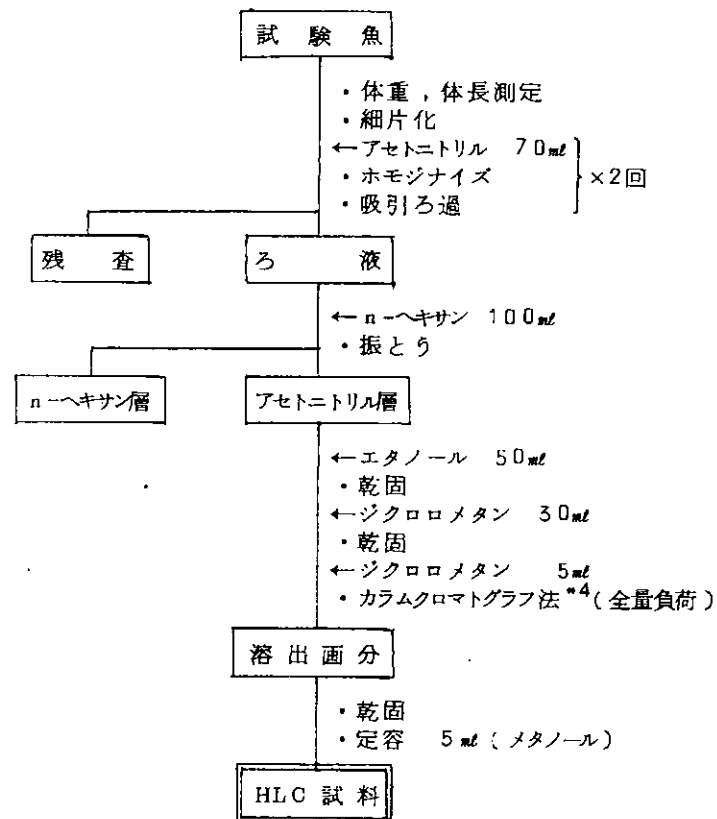 試験魚
・体重，体長測定
・細片化
←アセトニトリル 70ml
・ホモジナイズ
・吸引ろ過
×2回
残査
ろ液
←n-ヘキサン 100ml
・振とう
n-ヘキサン層
アセトニトリル層
←エタノール 50ml
・乾固
←ジクロロメタン 30ml
・乾固
←ジクロロメタン 5ml
・カラムクロマトグラフ法*4(全量負荷)
溶出画分
・乾固
・定容 5ml(メタノール)
HLC試料